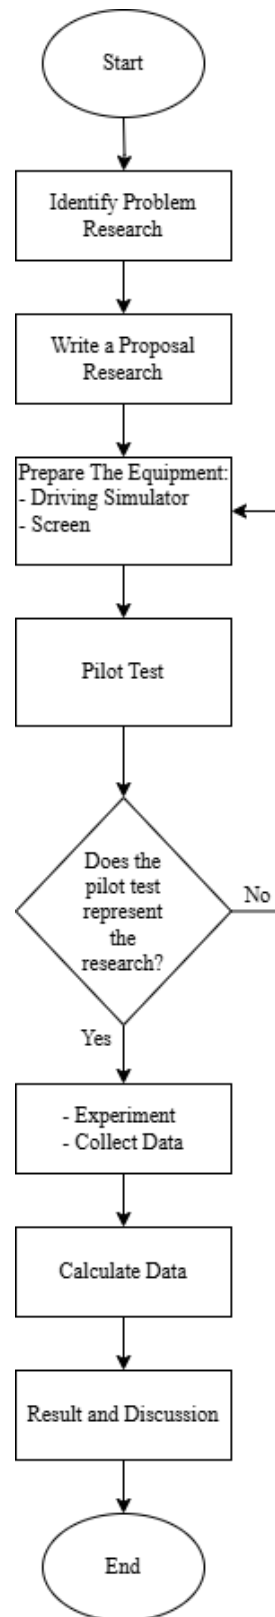 Start
Identify Problem
Research
Write a Proposal
Research
Prepare The Equipment:
- Driving Simulator
- Screen
Pilot Test
Does the
pilot test
represent
the
research?
No
Yes
- Experiment
- Collect Data
Calculate Data
Result and Discussion
End